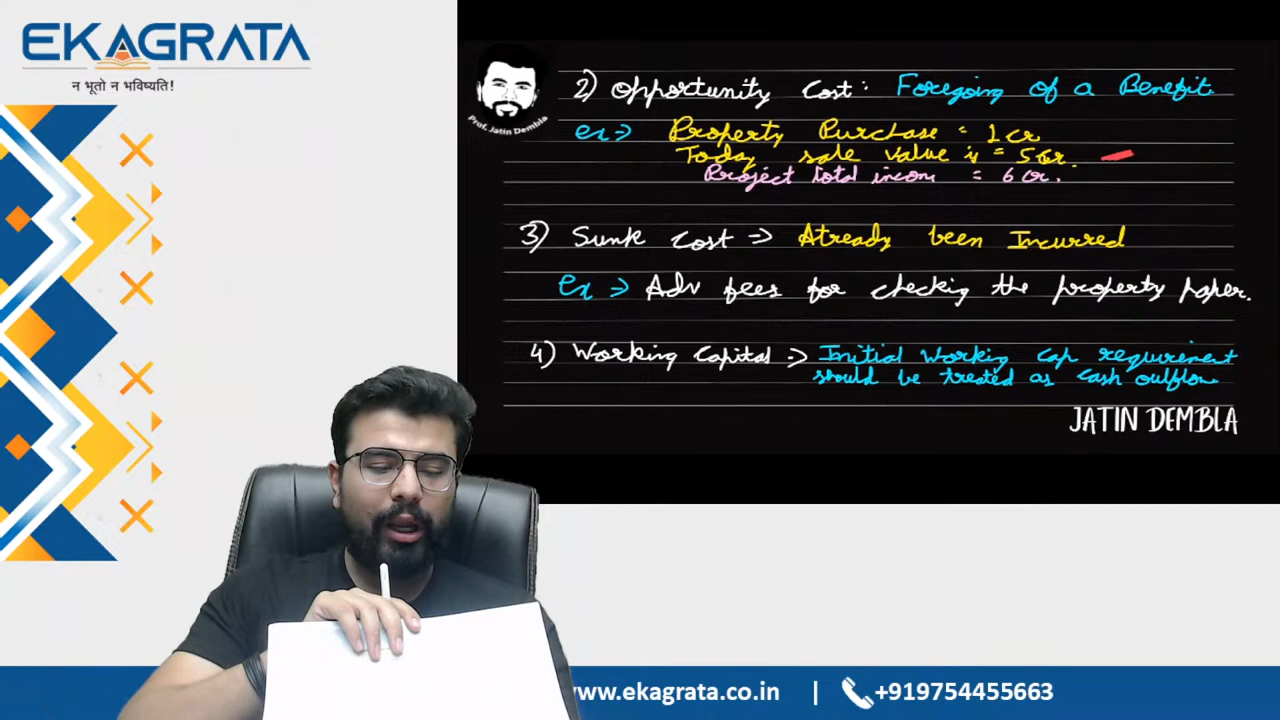 EKAGRATA
न भूतो न भविष्यति!
Prof. Jatin Dembla
2) Opportunity Cost: Foregoing of a Benefit
ex => Property Purchase = 1 cr
Today sale value is = 5 cr.
Project total income = 6 cr.
3) Sunk Cost => Already been Incurred
Ex => Adv fees for checking the property paper.
4) Working Capital => Initial working cap requirement
should be treated as cash outflow
JATIN DEMBLA
www.ekagrata.co.in | +919754455663